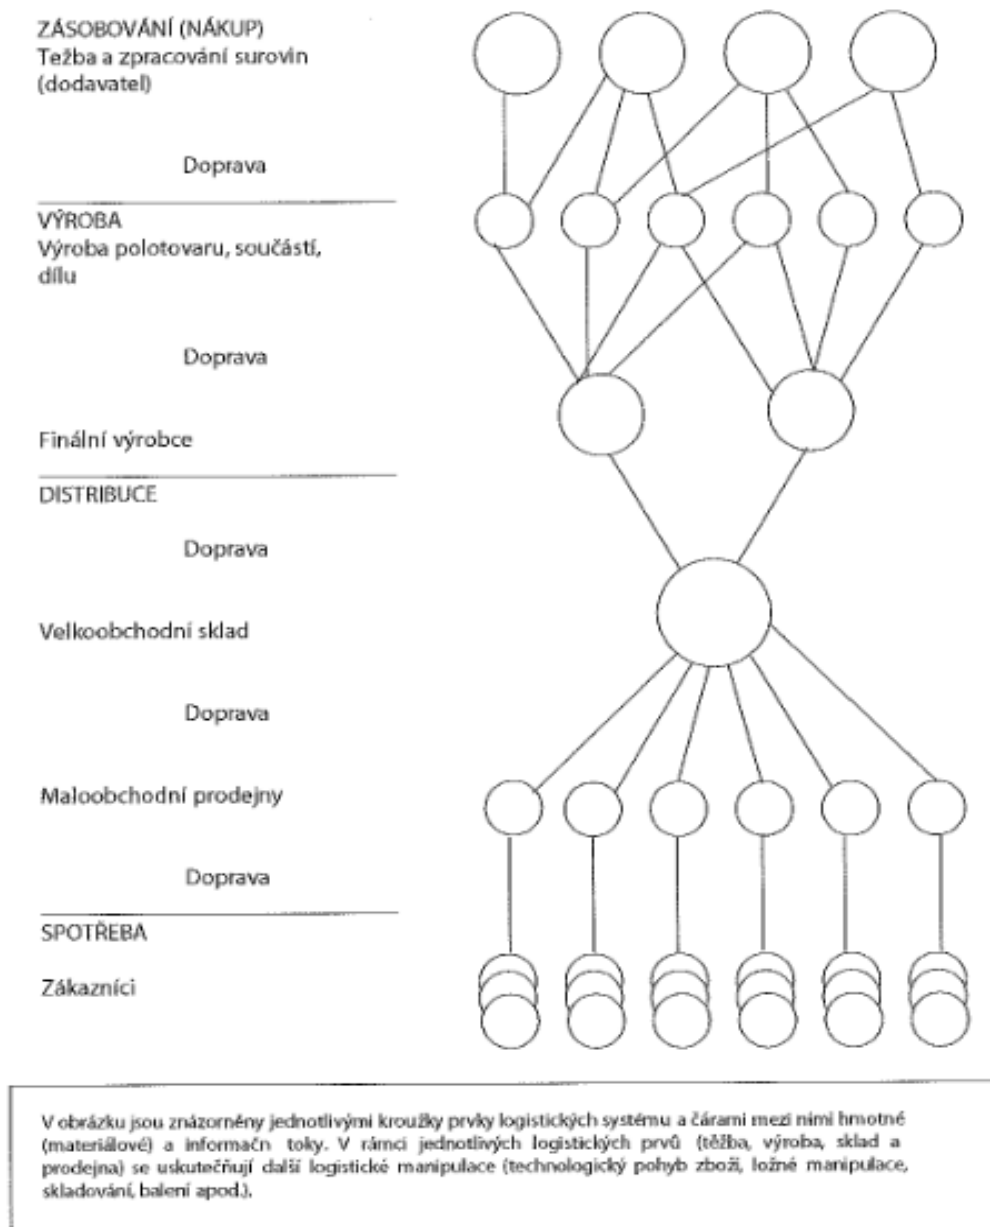 ZÁSOBOVÁNÍ (NÁKUP)
Težba a zpracování surovin
(dodavatel)
Doprava
VÝROBA
Výroba polotovaru, součástí,
dílu
Doprava
Finální výrobce
DISTRIBUCE
Doprava
Velkoobchodní sklad
Doprava
Maloobchodní prodejny
Doprava
SPOTŘEBA
Zákazníci
V obrázku jsou znázorněny jednotlivými kroužky prvky logistických systému a čárami mezi nimi hmotné
(materiálové) a informačn toky. V rámci jednotlivých logistických prvů (těžba, výroba, sklad a
prodejna) se uskutečňují další logistické manipulace (technologický pohyb zboží, ložné manipulace,
skladování, balení apod.).